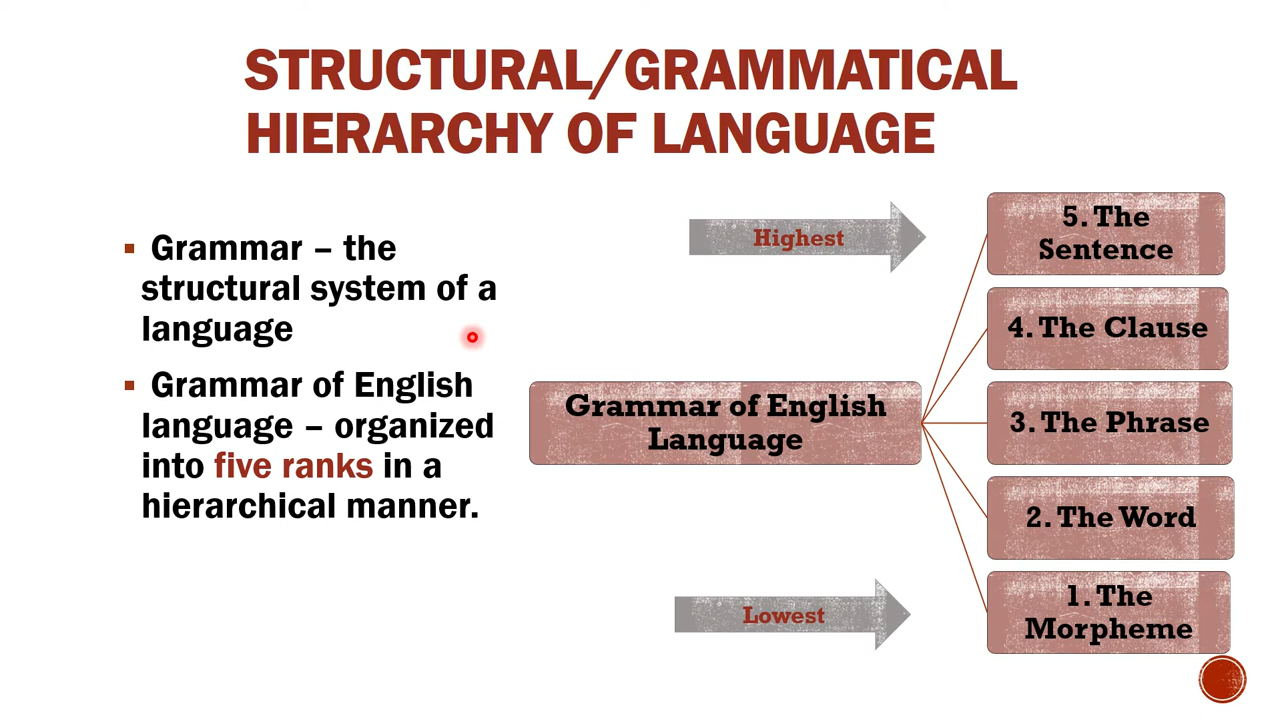 STRUCTURAL/GRAMMATICAL
HIERARCHY OF LANGUAGE
Grammar – the
structural system of a
language
Grammar of English
language – organized
into five ranks in a
hierarchical manner.
Highest
Lowest
Grammar of English
Language
5. The
Sentence
4. The Clause
3. The Phrase
2. The Word
1. The
Morpheme